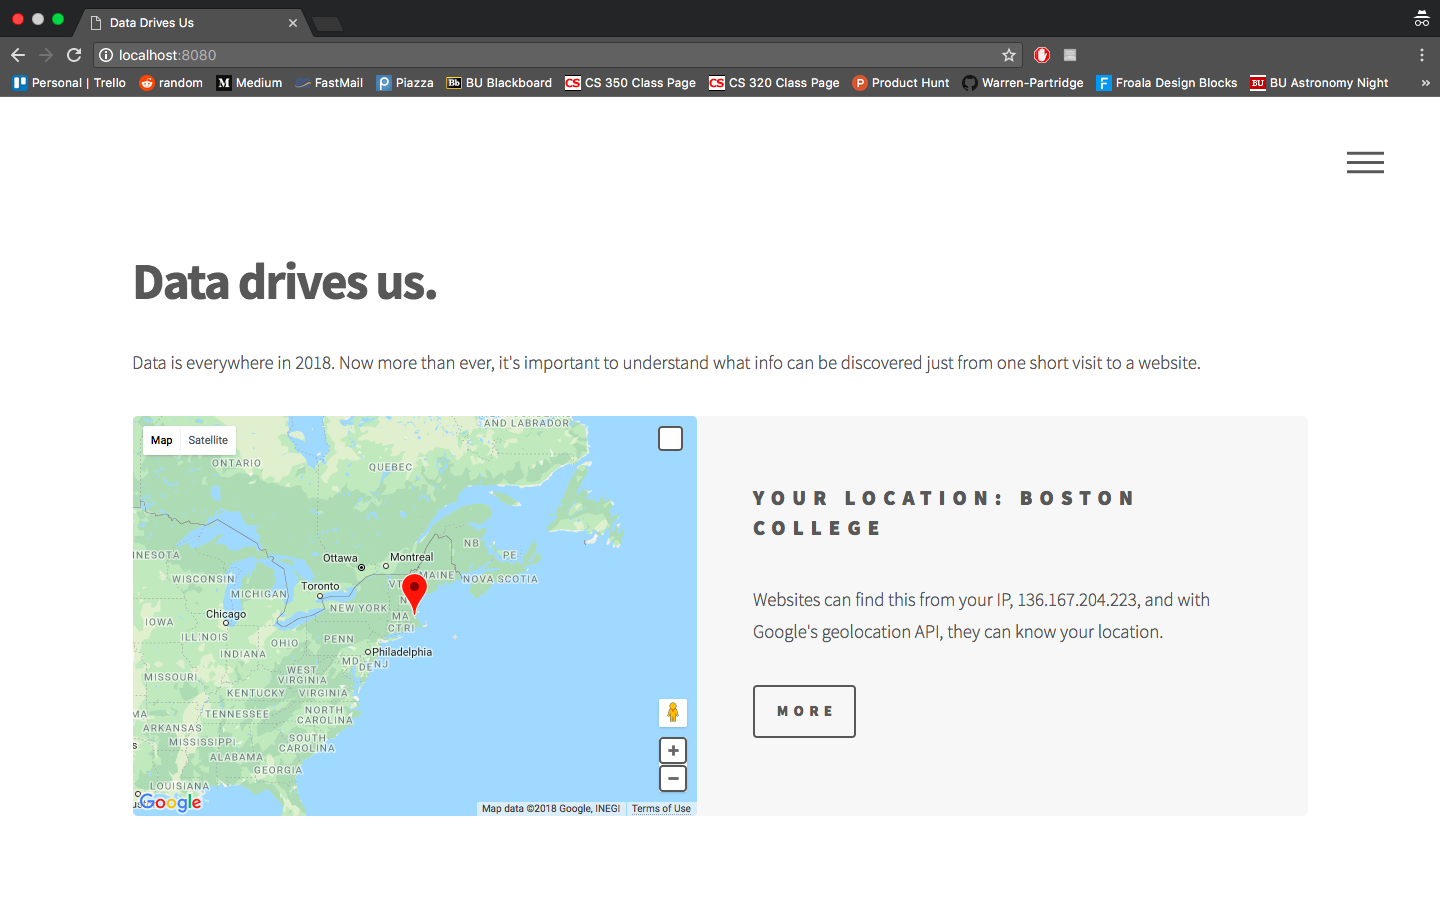 Data Drives Us
localhost:8080
Personal | Trello
random
Medium
FastMail
Piazza
BU Blackboard
CS 350 Class Page
CS 320 Class Page
Product Hunt
Warren-Partridge
Froala Design Blocks
BU Astronomy Night
»
Data drives us.
Data is everywhere in 2018. Now more than ever, it's important to understand what info can be discovered just from one short visit to a website.
Map
Satellite
AND LABRADOR
ONTARIO
QUEBEC
NB
PE
NOVA SCOTIA
Ottawa
Montreal
MAINE
VT
N
MA
CT RI
NNESOTA
WISCONSIN
MICHIGAN
Toronto
NEW YORK
Chicago
IOWA
ILLINOIS
INDIANA
OHIO
PENN
Philadelphia
MD
DE
NJ
MISSOURI
WEST
VIRGINIA
KENTUCKY
VIRGINIA
TENNESSEE
NORTH
CAROLINA
MA
ARKANSAS
MISSISSIPPI
SOUTH
CAROLINA
ALABAMA
GEORGIA
LOUISIANA
Google
+
−
Map data ©2018 Google, INEGI
Terms of Use
YOUR LOCATION: BOSTON
COLLEGE
Websites can find this from your IP, 136.167.204.223, and with
Google's geolocation API, they can know your location.
MORE